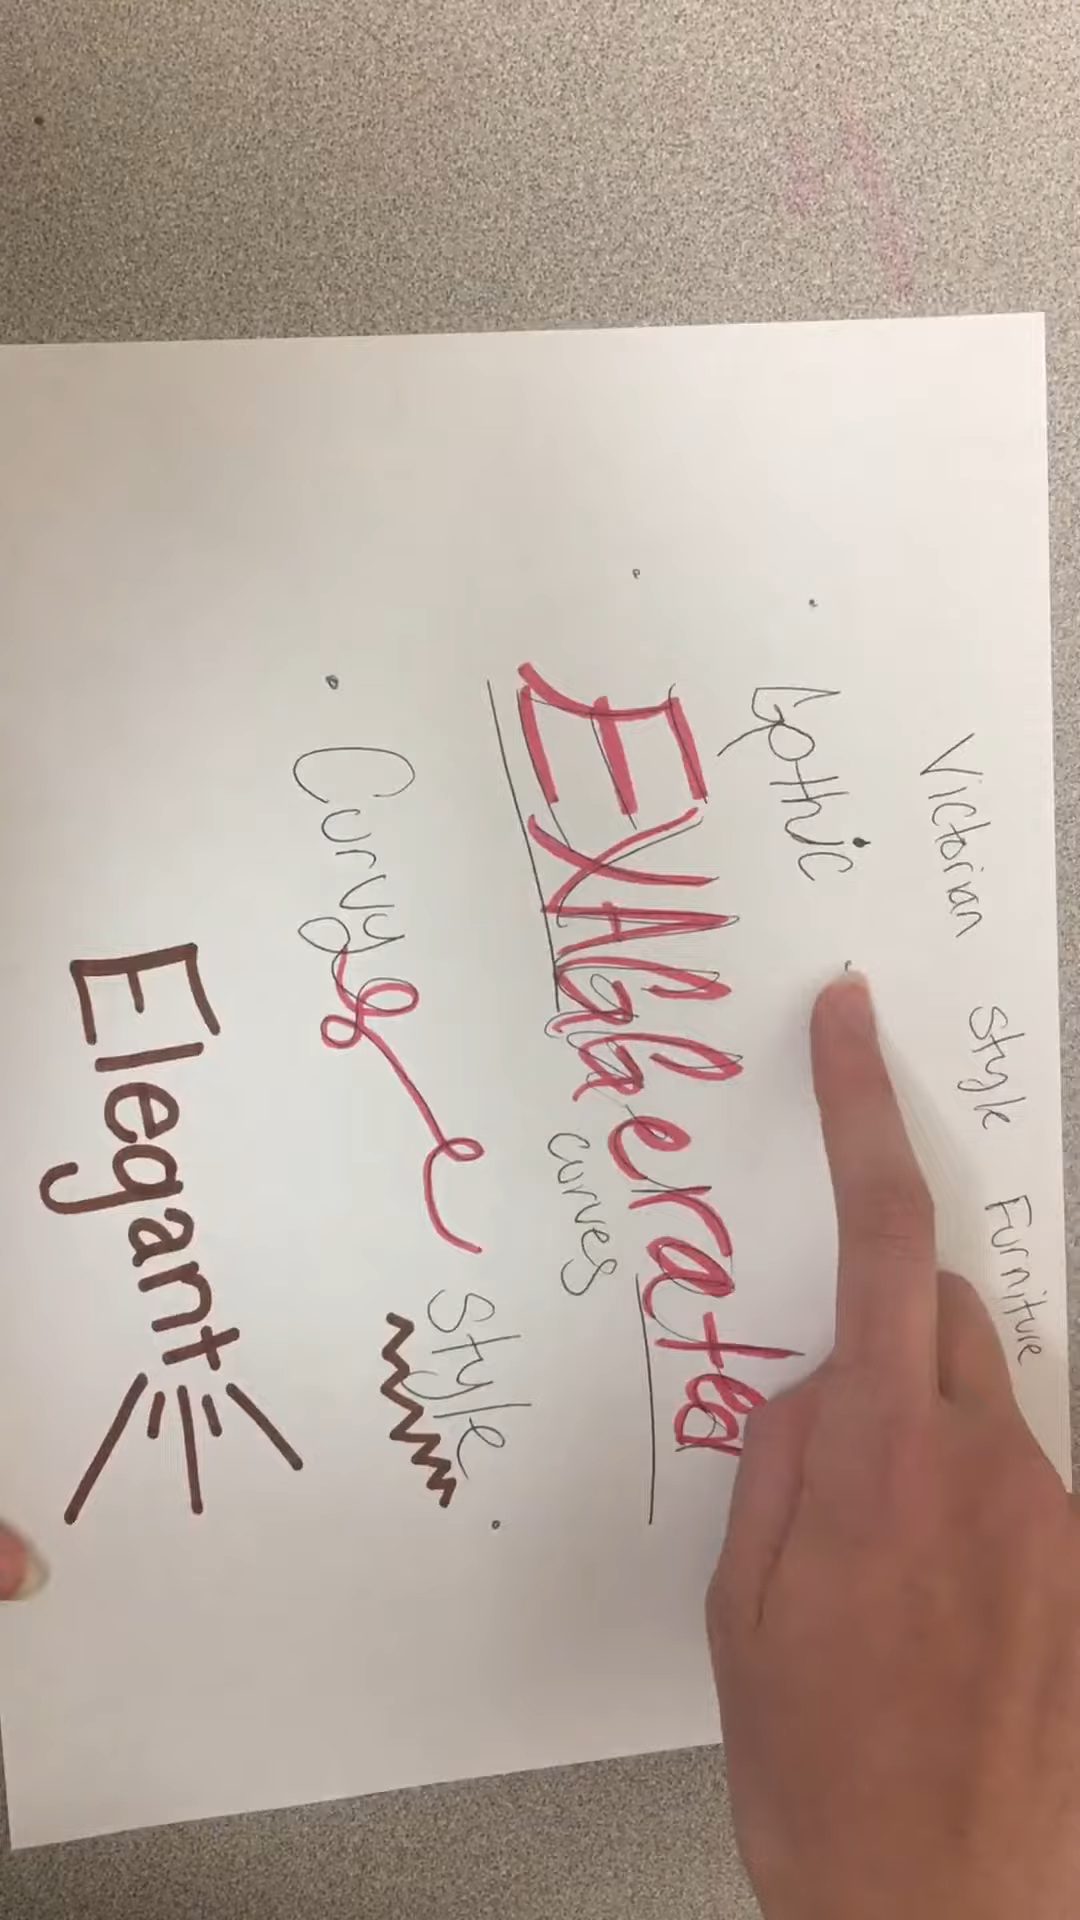 Victorian Style Furniture
Gothic
EXAGGerated
curves
Curvy Style
Elegant